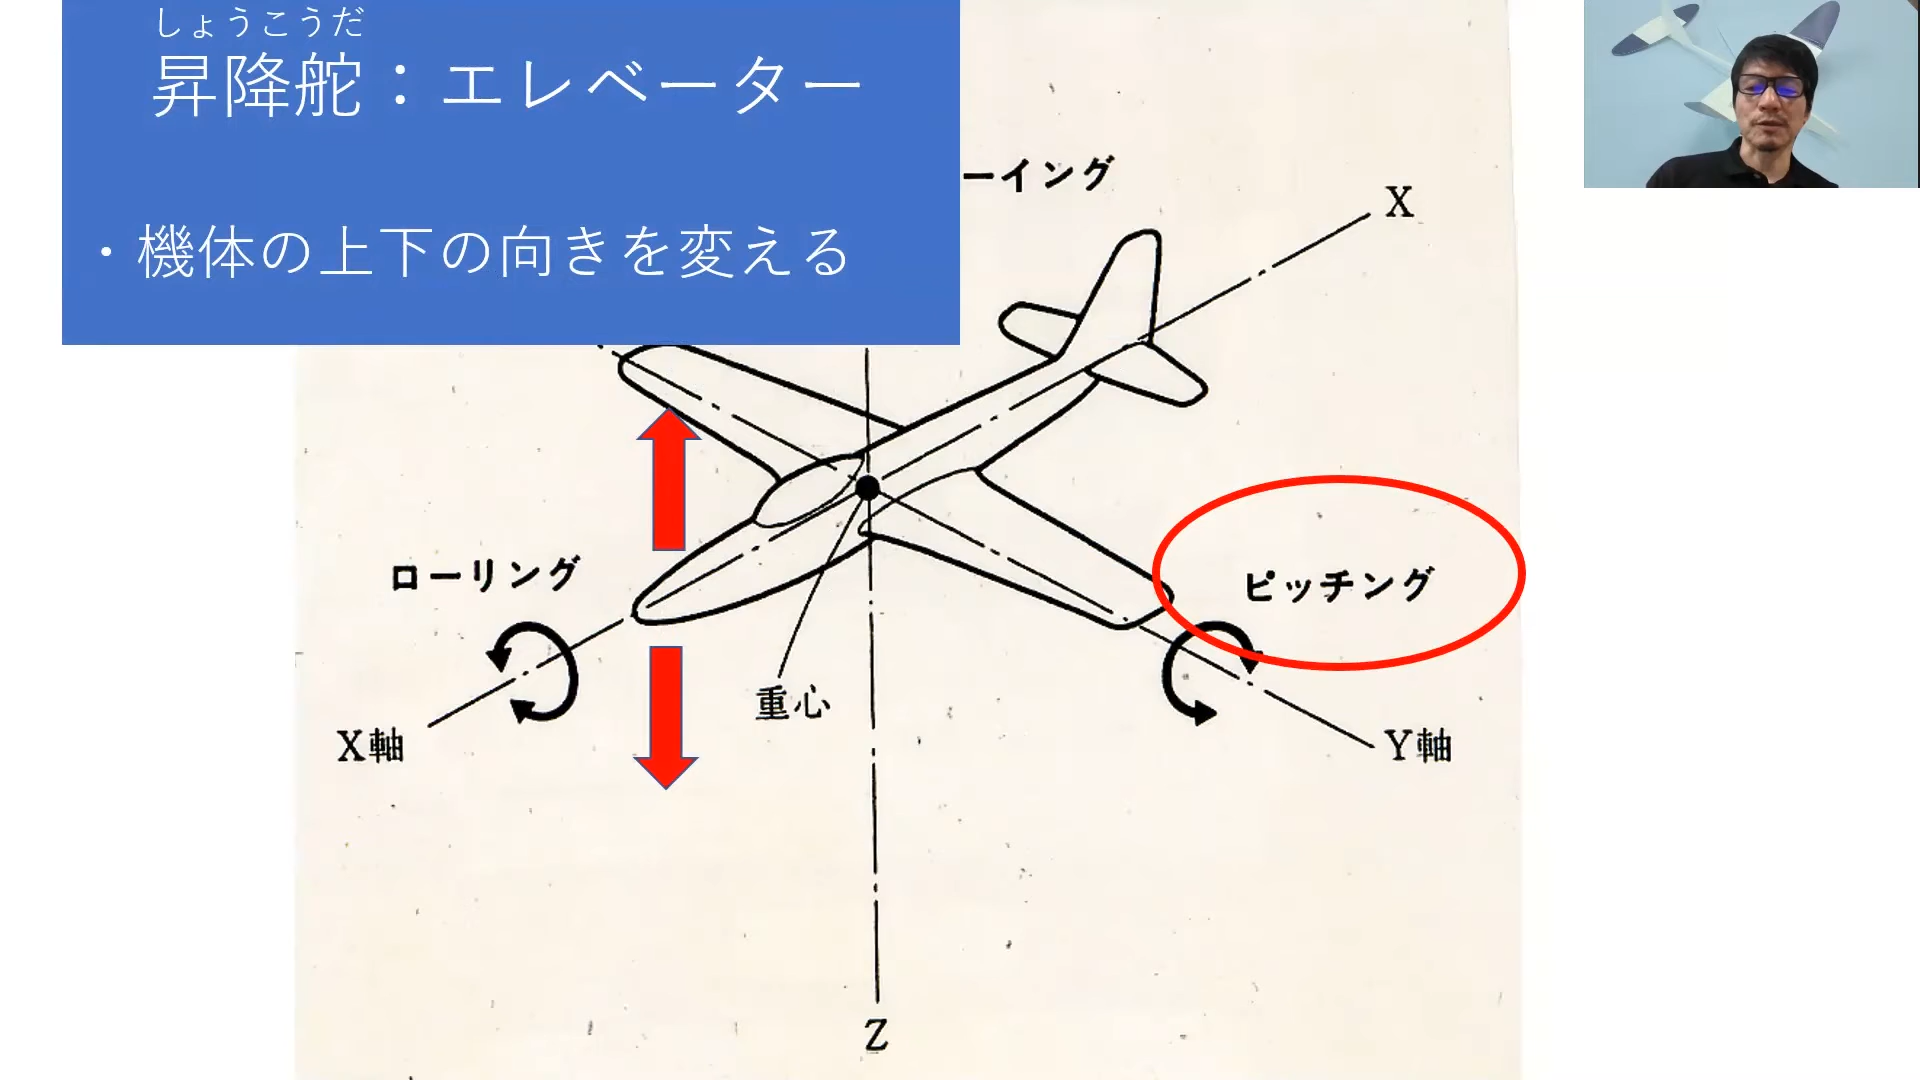 しょうこうだ
昇降舵：エレベーター
・機体の上下の向きを変える
ーイング
X
ローリング
ピッチング
重心
X軸
Y軸
Z